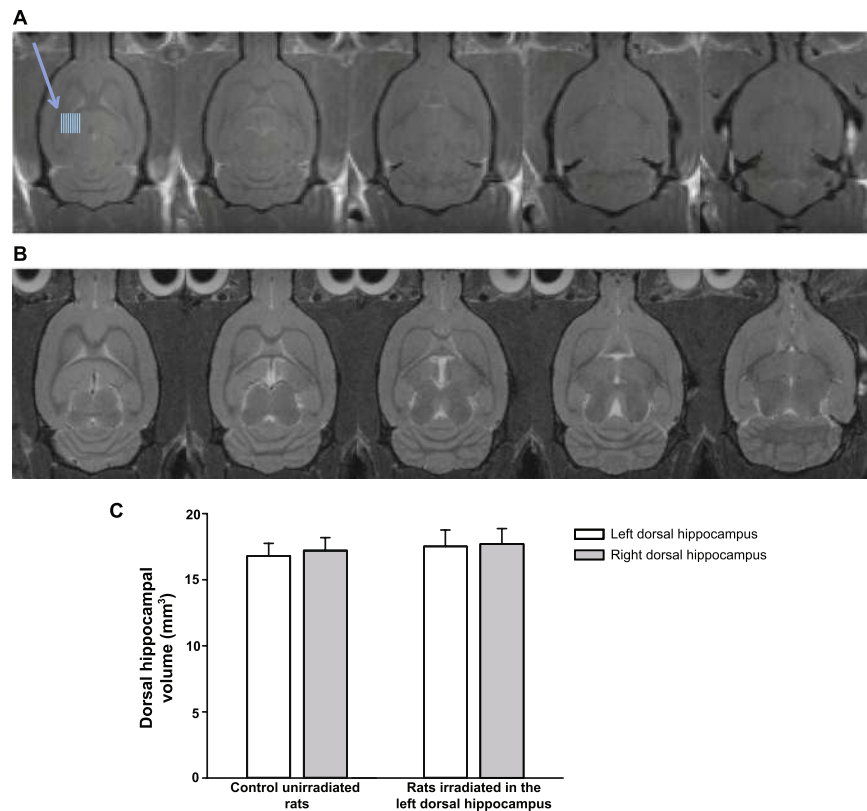 A
B
C
20
15
10
5
0
Dorsal hippocampal
volume (mm³)
Control unirradiated
rats
Rats irradiated in the
left dorsal hippocampus
Left dorsal hippocampus
Right dorsal hippocampus